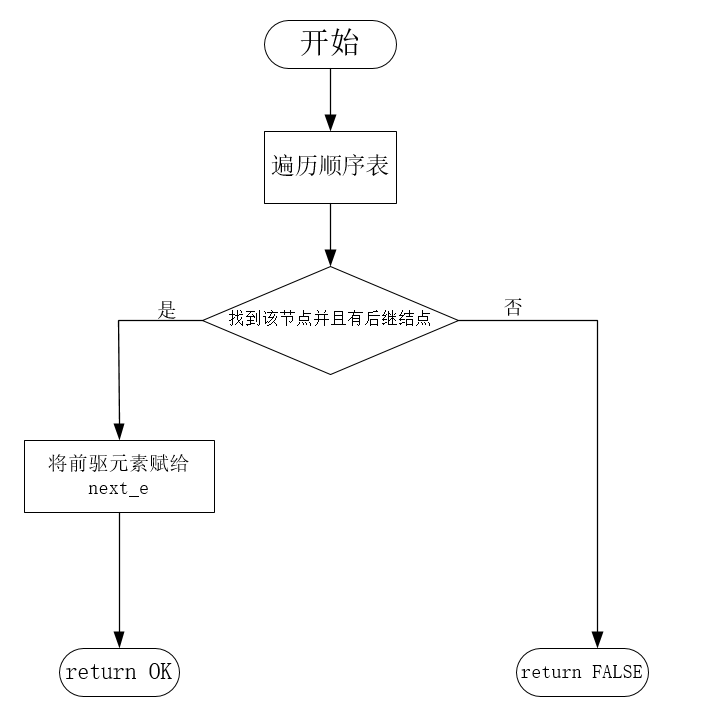 开始
遍历顺序表
找到该节点并且有后继结点
是
否
将前驱元素赋给
next_e
return OK
return FALSE